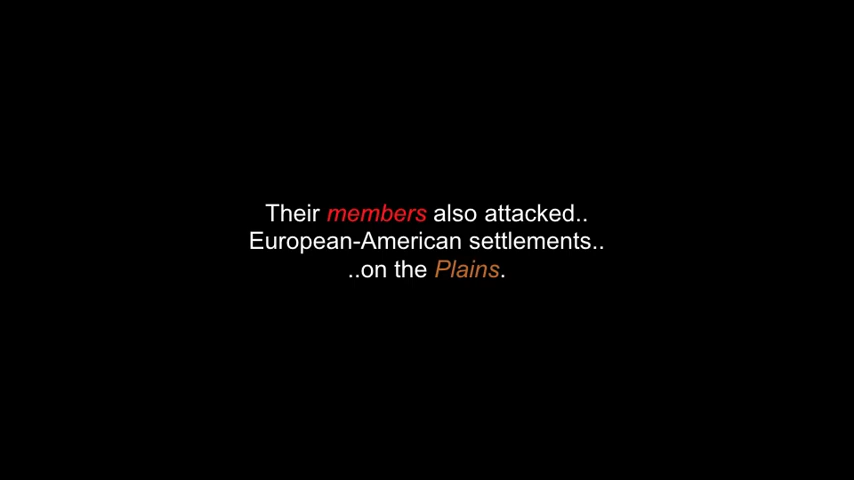 Their members also attacked..
European-American settlements..
..on the Plains.